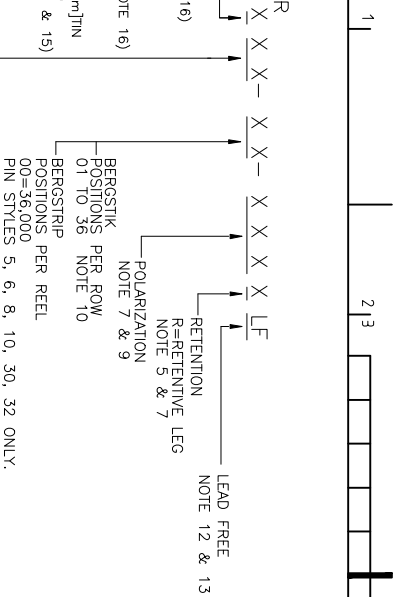 1
2
3
R
X X X - X X - X X X X LF
16)
OTE 16)
m]TIN
& 15)
BERGSTIK
POSITIONS PER ROW
01 TO 36 NOTE 10
BERGSTRIP
POSITIONS PER REEL
00=36,000
PIN STYLES 5, 6, 8, 10, 30, 32 ONLY.
POLARIZATION
NOTE 7 & 9
RETENTION
R=RETENTIVE LEG
NOTE 5 & 7
LEAD FREE
NOTE 12 & 13